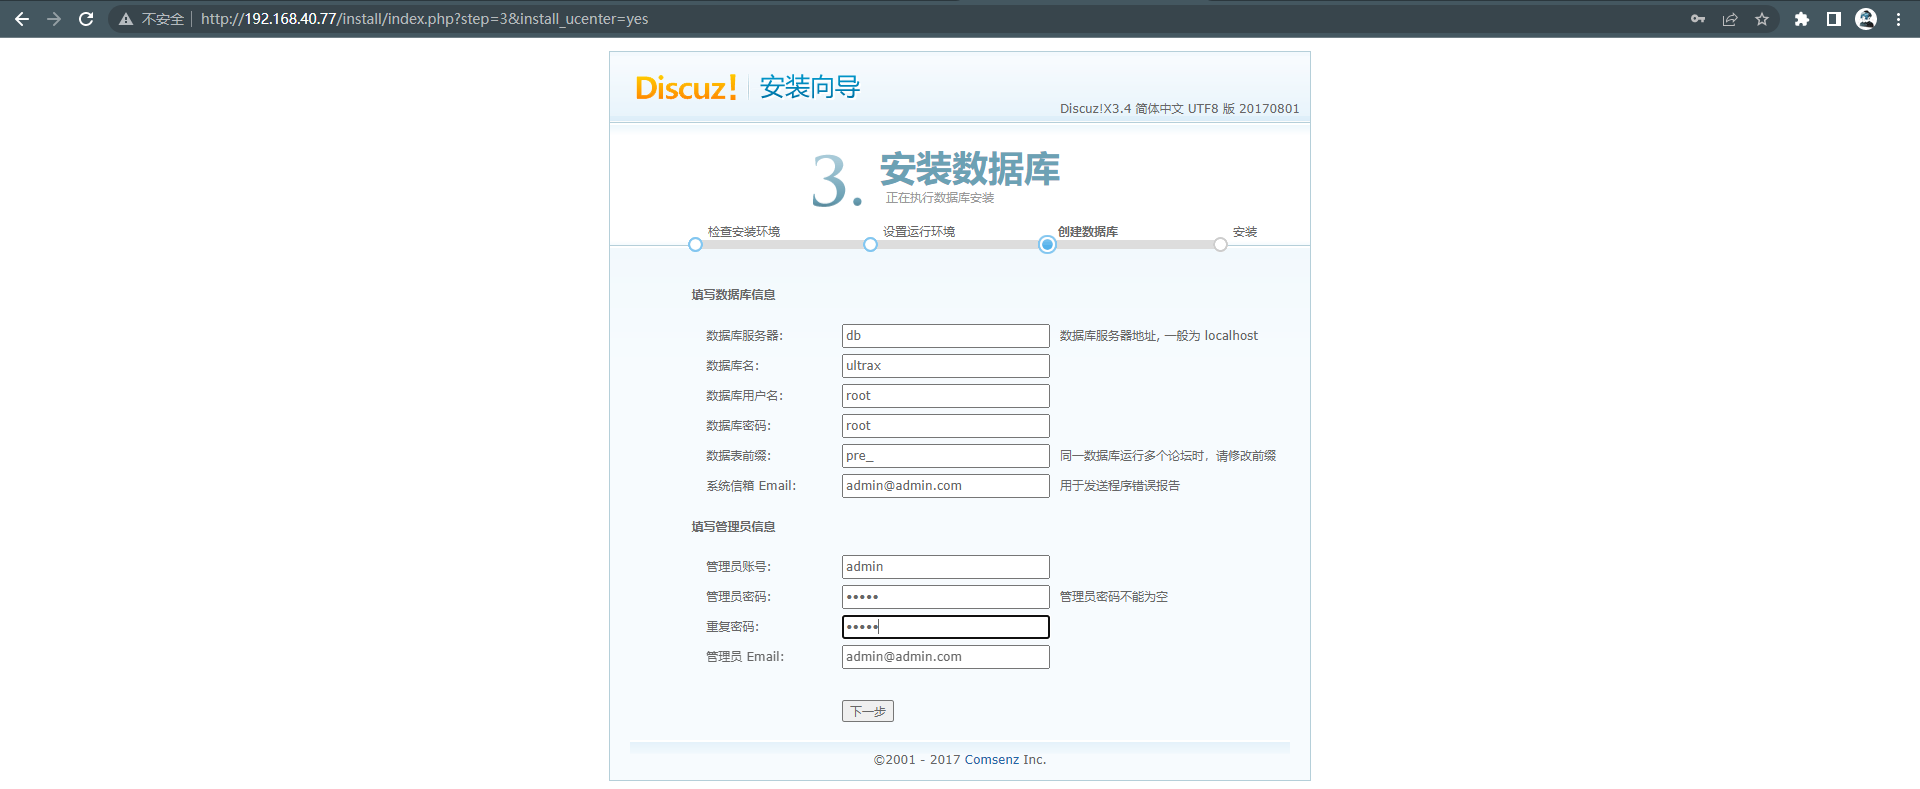 不安全 http://192.168.40.77/install/index.php?step=3&install_ucenter=yes
Discuz! 安装向导
Discuz!X3.4 简体中文 UTF8 版 20170801
3. 安装数据库
正在执行数据库安装
检查安装环境 设置运行环境 创建数据库 安装
填写数据库信息
数据库服务器: db 数据库服务器地址, 一般为 localhost
数据库名: ultrax
数据库用户名: root
数据库密码: root
数据表前缀: pre_ 同一数据库运行多个论坛时，请修改前缀
系统信箱 Email: admin@admin.com 用于发送程序错误报告
填写管理员信息
管理员账号: admin
管理员密码: ••••• 管理员密码不能为空
重复密码: •••••
管理员 Email: admin@admin.com
下一步
©2001 - 2017 Comsenz Inc.